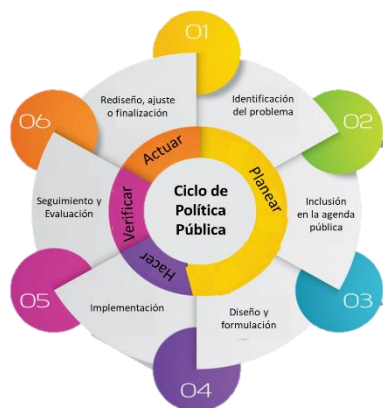 01
Identificación
del problema
02
Inclusión
en la agenda
pública
03
Diseño y
formulación
04
Implementación
05
Seguimiento y
Evaluación
06
Rediseño, ajuste
o finalización
Planear
Hacer
Verificar
Actuar
Ciclo de
Política
Pública